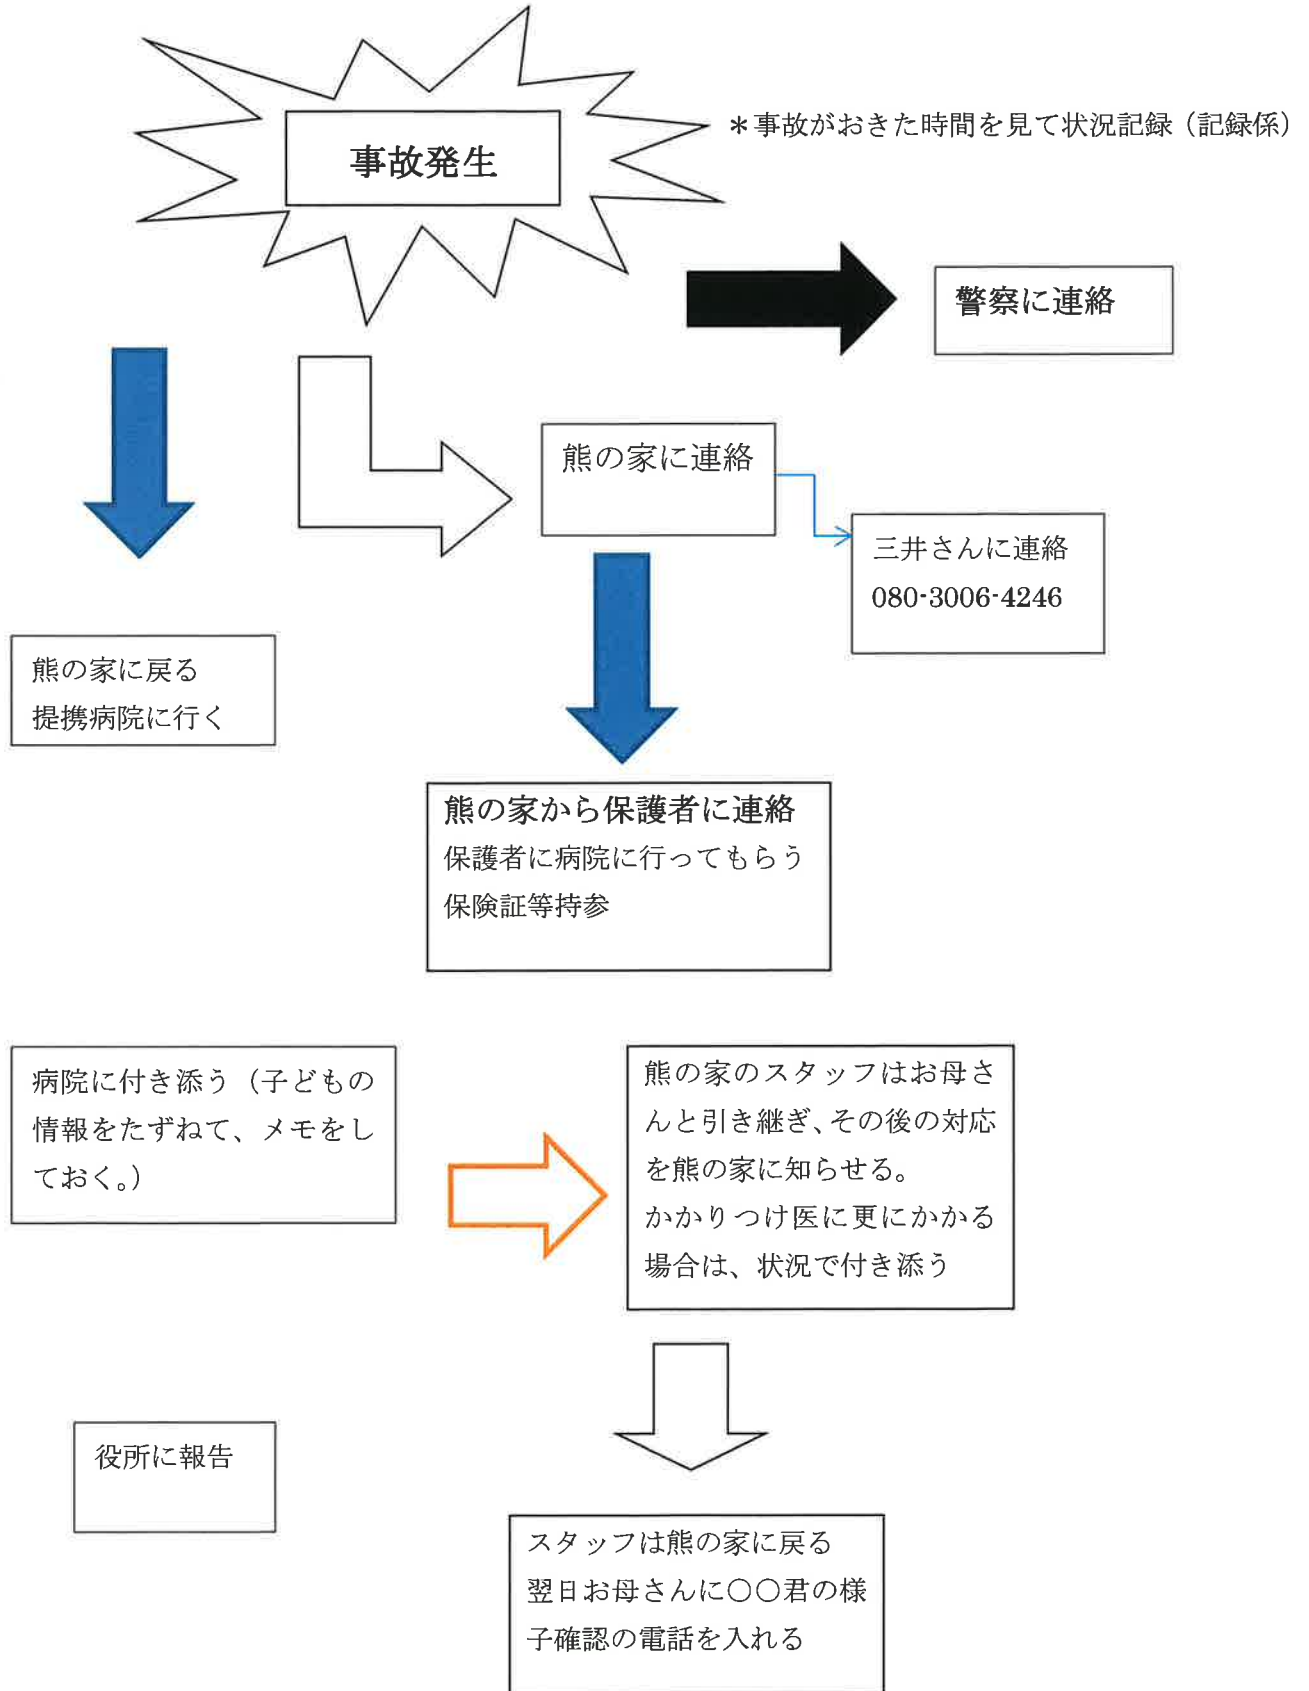 ＊事故がおきた時間を見て状況記録（記録係）
事故発生
警察に連絡
熊の家に連絡
三井さんに連絡
080-3006-4246
熊の家に戻る
提携病院に行く
熊の家から保護者に連絡
保護者に病院に行ってもらう
保険証等持参
病院に付き添う（子どもの
情報をたずねて、メモをし
ておく。）
熊の家のスタッフはお母さ
んと引き継ぎ、その後の対応
を熊の家に知らせる。
かかりつけ医に更にかかる
場合は、状況で付き添う
役所に報告
スタッフは熊の家に戻る
翌日お母さんに〇〇君の様
子確認の電話を入れる